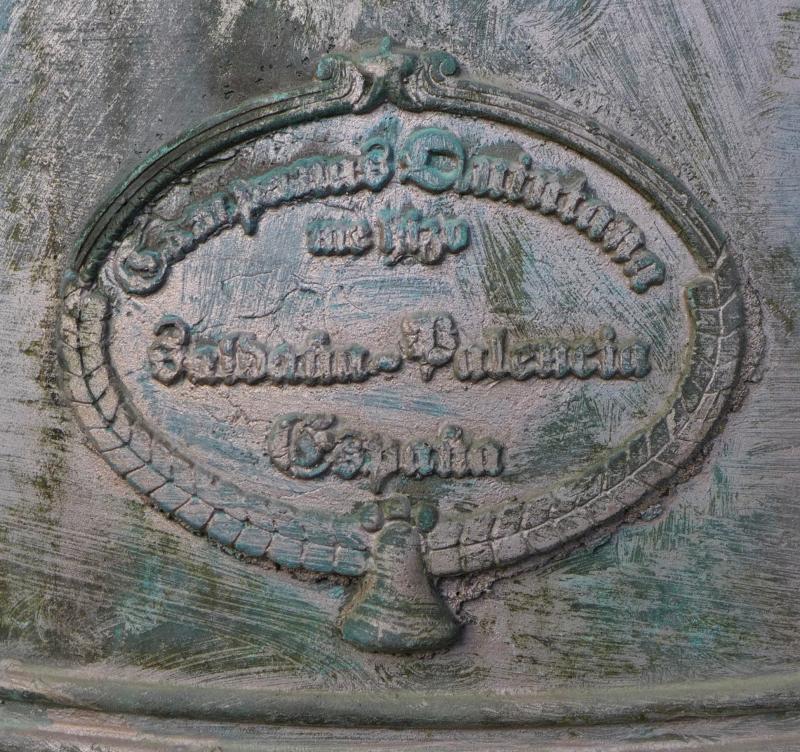 Campanas Quintana
me hizo
Saldaña-Palencia
España